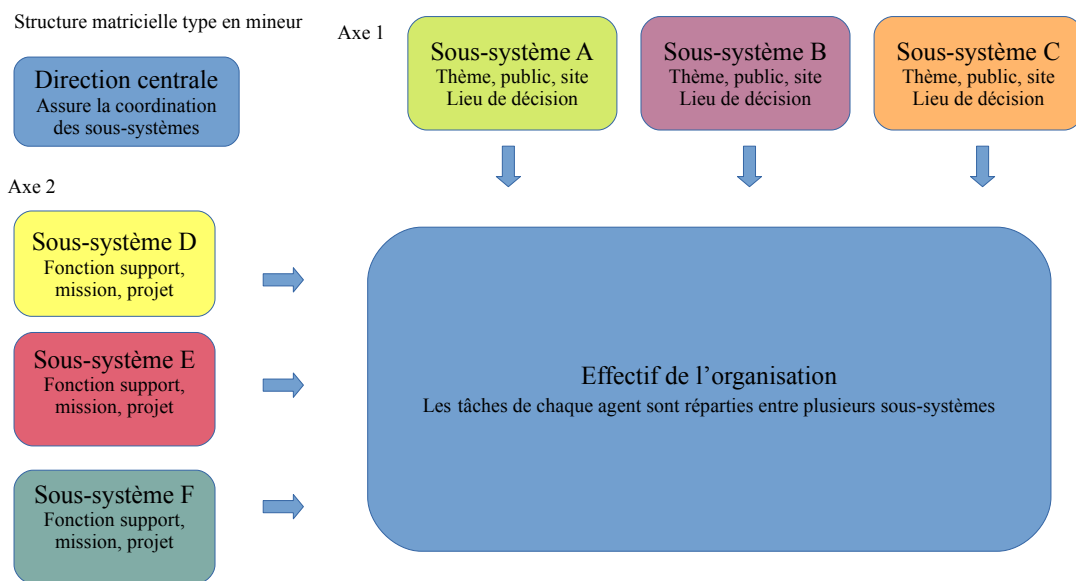 Structure matricielle type en mineur
Axe 1
Sous-système A
Thème, public, site
Lieu de décision
Sous-système B
Thème, public, site
Lieu de décision
Sous-système C
Thème, public, site
Lieu de décision
Direction centrale
Assure la coordination
des sous-systèmes
Axe 2
Sous-système D
Fonction support,
mission, projet
Sous-système E
Fonction support,
mission, projet
Sous-système F
Fonction support,
mission, projet
Effectif de l’organisation
Les tâches de chaque agent sont réparties entre plusieurs sous-systèmes